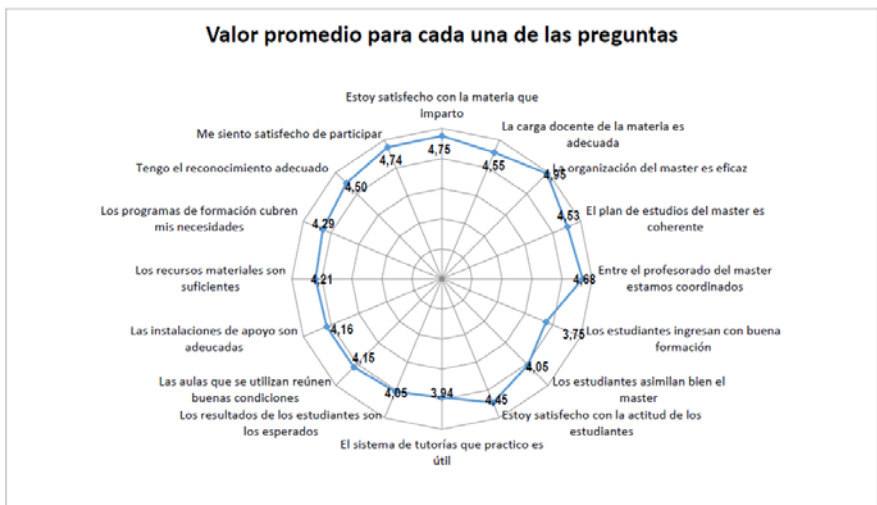 Valor promedio para cada una de las preguntas
Estoy satisfecho con la materia que
imparto
4,75
La carga docente de la materia es
adecuada
4,55
La organización del master es eficaz
4,95
El plan de estudios del master es
coherente
4,53
Entre el profesorado del master
estamos coordinados
4,68
Los estudiantes ingresan con buena
formación
3,75
Los estudiantes asimilan bien el
master
4,05
Estoy satisfecho con la actitud de los
estudiantes
4,45
El sistema de tutorías que practico es
útil
3,94
Los resultados de los estudiantes son
los esperados
4,05
Las aulas que se utilizan reúnen
buenas condiciones
4,15
Las instalaciones de apoyo son
adeucadas
4,16
Los recursos materiales son
suficientes
4,21
Los programas de formación cubren
mis necesidades
4,29
Tengo el reconocimiento adecuado
4,50
Me siento satisfecho de participar
4,74